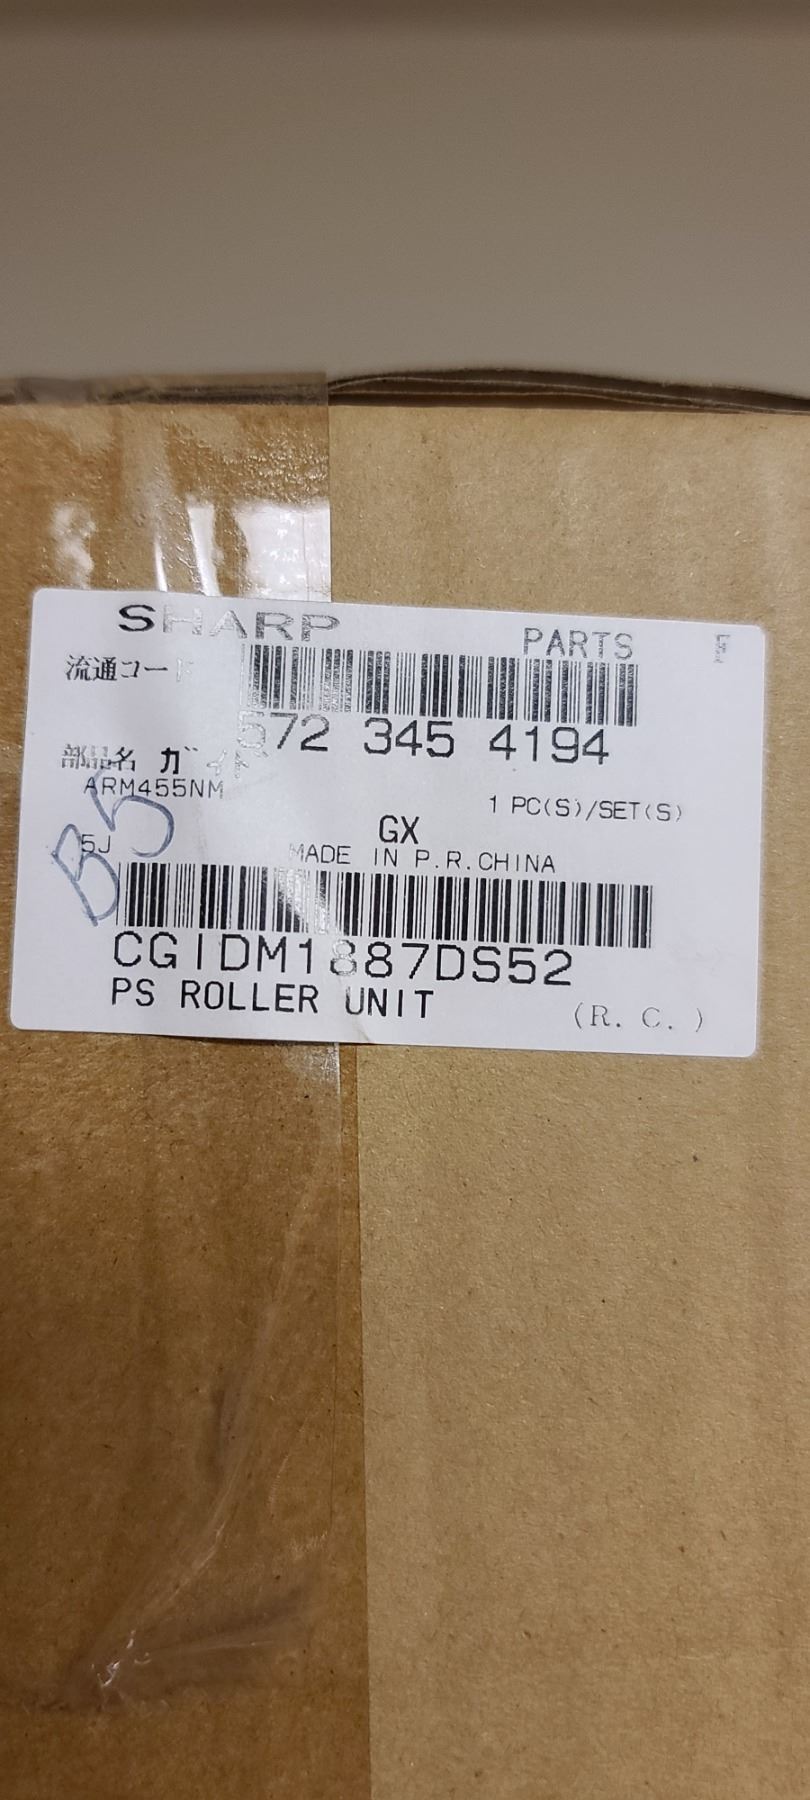 SHARP PARTS
流通コード
572 345 4194
部品名 ガイド
ARM455NM
1 PC(S)/SET(S)
GX
B5
5J
MADE IN P.R.CHINA
CGIDM1887DS52
PS ROLLER UNIT
(R. C. )